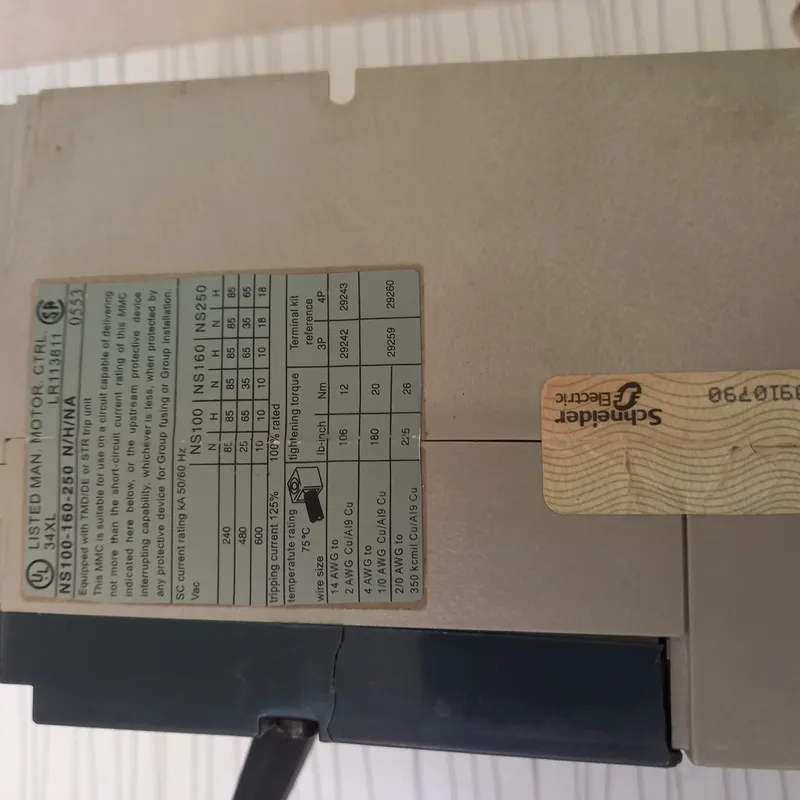 UL LISTED MAN. MOTOR. CTRL.
34XL LR113811
NS100-160-250 N/H/NA 0553
Equipped with TMD/DE or STR trip unit
This MMC is suitable for use on a circuit capable of delivering
not more than the short-circuit current rating of this MMC
indicated here below, or the upstream protective device
interrupting capability, whichever is less, when protected by
any protective device for Group fusing or Group installation.
SC current rating kA 50/60 Hz
Vac NS100 NS160 NS250
N H N H N H
240 85 85 85 85 85 85
480 25 65 35 65 35 65
600 10 10 10 10 18 18
tripping current 125% 100% rated
temperatute rating 75°C tightening torque Terminal kit
reference
wire size lb-inch Nm 3P 4P
14 AWG to
2 AWG Cu/Al9 Cu 106 12 29242 29243
4 AWG to
1/0 AWG Cu/Al9 Cu 180 20
2/0 AWG to
350 kcmil Cu/Al9 Cu 225 26 29259 29260
Schneider
Electric
0910790